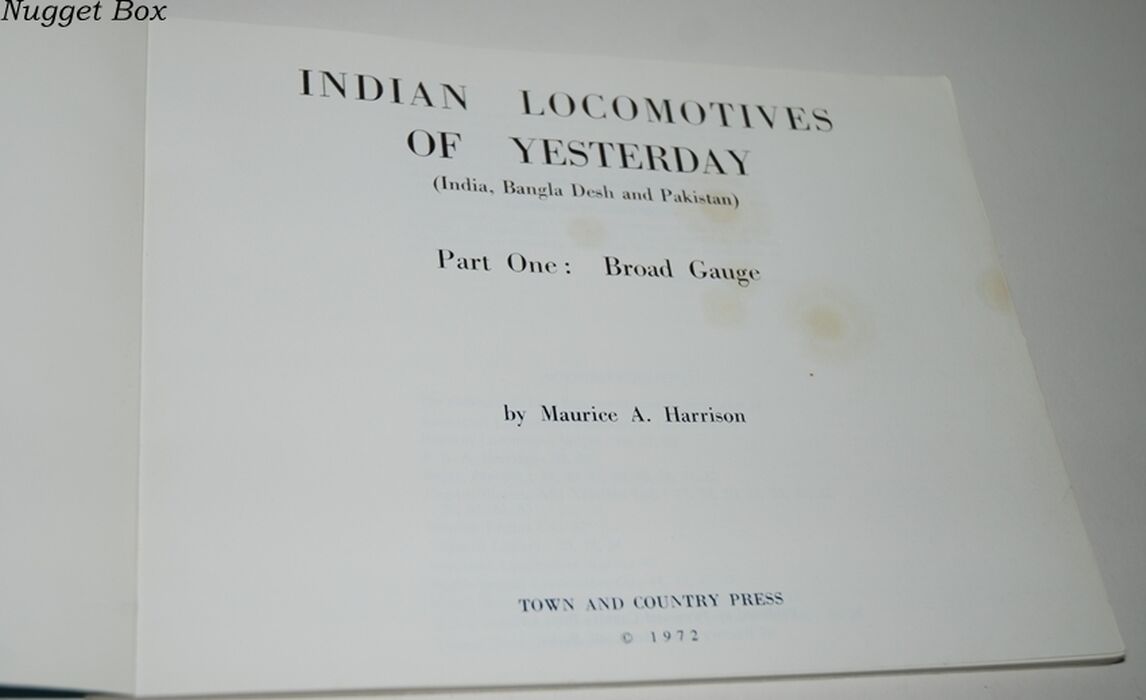 Nugget Box
INDIAN LOCOMOTIVES
OF YESTERDAY
(India, Bangla Desh and Pakistan)
Part One: Broad Gauge
by Maurice A. Harrison
TOWN AND COUNTRY PRESS
© 1972